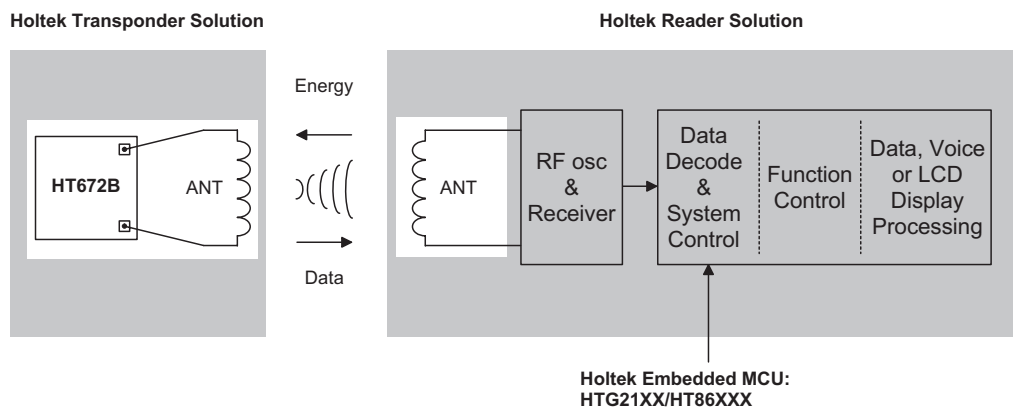 Holtek Transponder Solution
Holtek Reader Solution
HT672B
ANT
Energy
Data
ANT
RF osc
&
Receiver
Data
Decode
&
System
Control
Function
Control
Data, Voice
or LCD
Display
Processing
Holtek Embedded MCU:
HTG21XX/HT86XXX